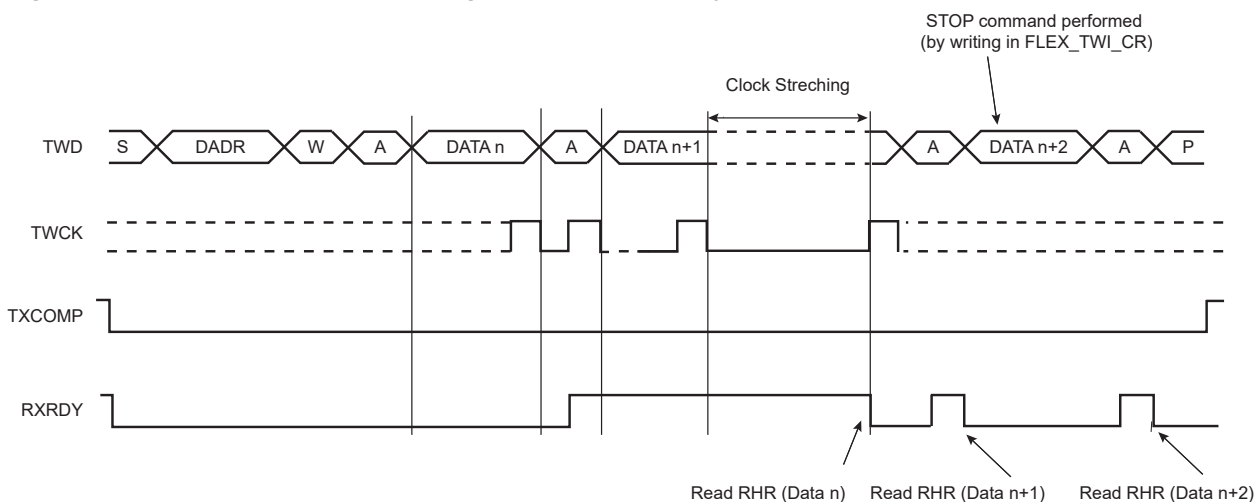 STOP command performed
(by writing in FLEX_TWI_CR)
Clock Streching
TWD S DADR W A DATA n A DATA n+1 A DATA n+2 A P
TWCK
TXCOMP
RXRDY
Read RHR (Data n) Read RHR (Data n+1) Read RHR (Data n+2)